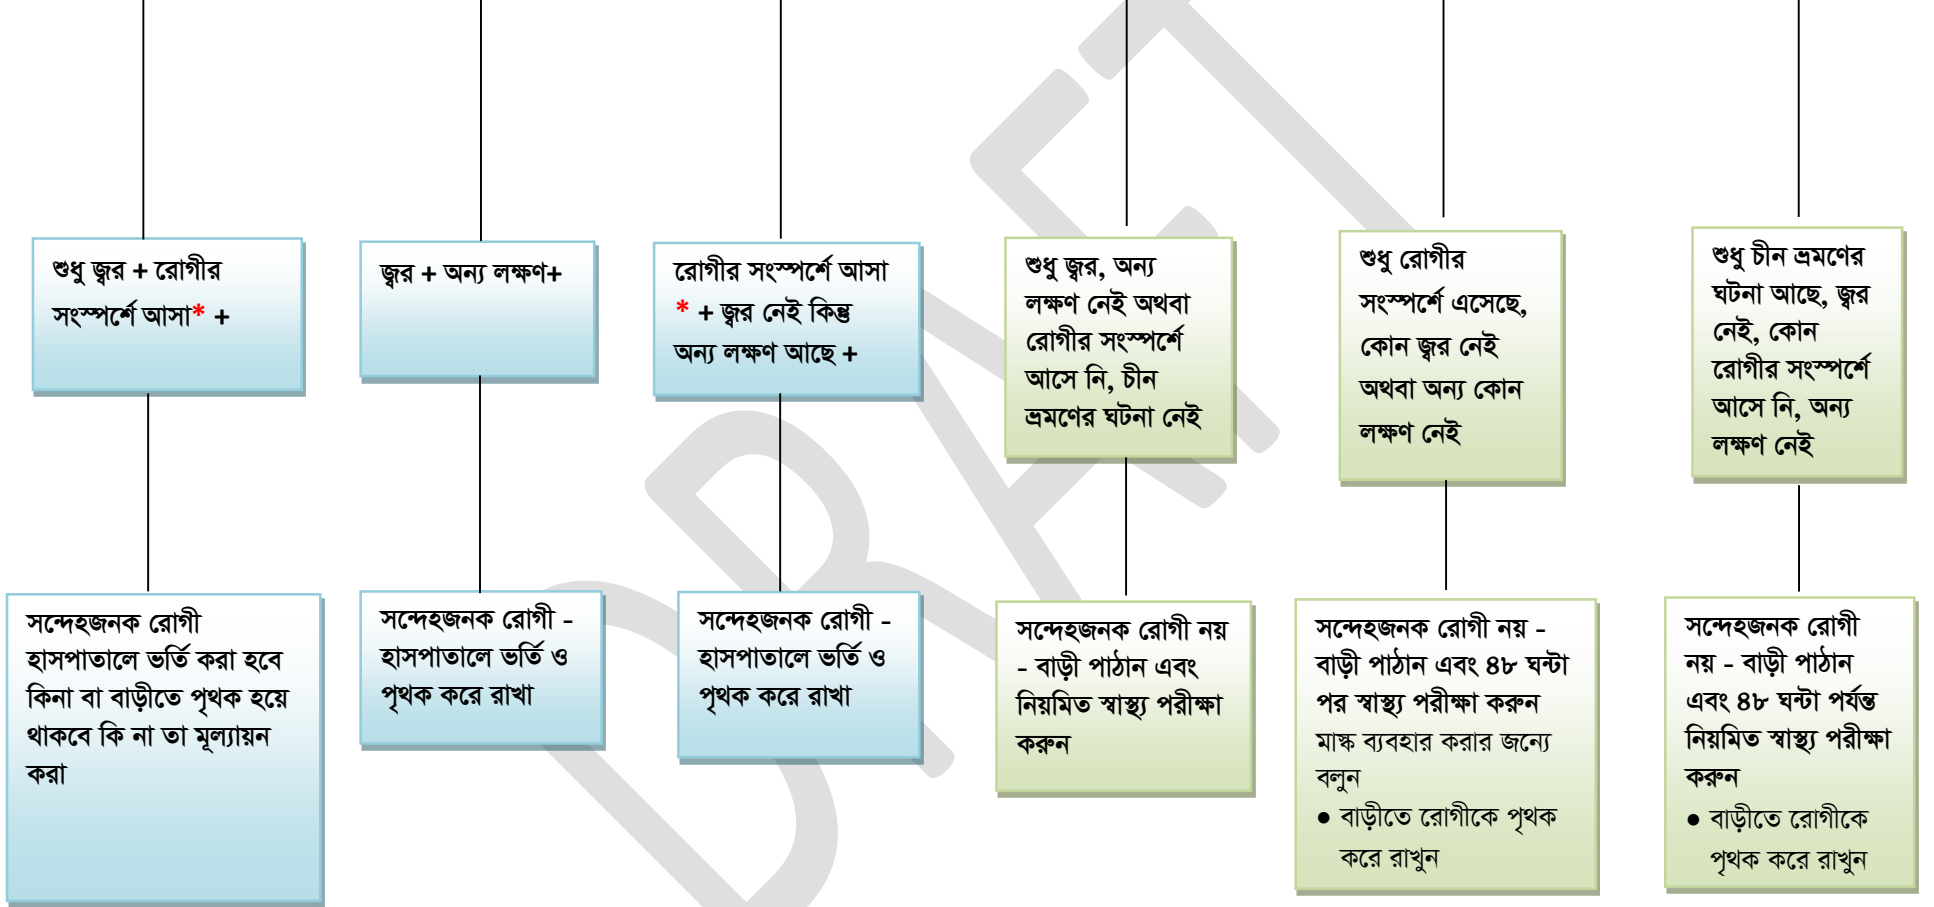 শুধু জ্বর + রোগীর
সংস্পর্শে আসা* +
জ্বর + অন্য লক্ষণ+
রোগীর সংস্পর্শে আসা
* + জ্বর নেই কিন্তু
অন্য লক্ষণ আছে +
শুধু জ্বর, অন্য
লক্ষণ নেই অথবা
রোগীর সংস্পর্শে
আসে নি, চীন
ভ্রমণের ঘটনা নেই
শুধু রোগীর
সংস্পর্শে এসেছে,
কোন জ্বর নেই
অথবা অন্য কোন
লক্ষণ নেই
শুধু চীন ভ্রমণের
ঘটনা আছে, জ্বর
নেই, কোন
রোগীর সংস্পর্শে
আসে নি, অন্য
লক্ষণ নেই
সন্দেহজনক রোগী
হাসপাতালে ভর্তি করা হবে
কিনা বা বাড়ীতে পৃথক হয়ে
থাকবে কি না তা মূল্যায়ন
করা
সন্দেহজনক রোগী -
হাসপাতালে ভর্তি ও
পৃথক করে রাখা
সন্দেহজনক রোগী -
হাসপাতালে ভর্তি ও
পৃথক করে রাখা
সন্দেহজনক রোগী নয়
- বাড়ী পাঠান এবং
নিয়মিত স্বাস্থ্য পরীক্ষা
করুন
সন্দেহজনক রোগী নয় -
বাড়ী পাঠান এবং ৪৮ ঘন্টা
পর স্বাস্থ্য পরীক্ষা করুন
মাস্ক ব্যবহার করার জন্যে
বলুন
● বাড়ীতে রোগীকে পৃথক
করে রাখুন
সন্দেহজনক রোগী
নয় - বাড়ী পাঠান
এবং ৪৮ ঘন্টা পর্যন্ত
নিয়মিত স্বাস্থ্য পরীক্ষা
করুন
● বাড়ীতে রোগীকে
পৃথক করে রাখুন
DRAFT